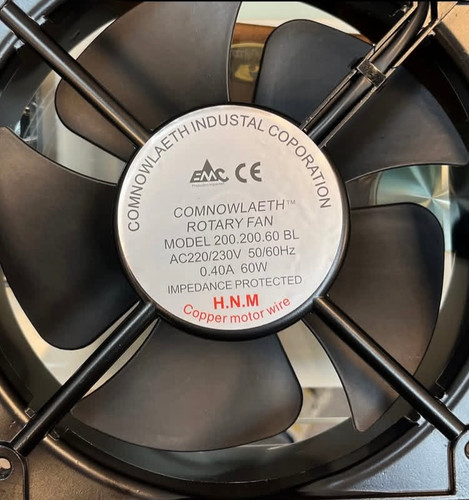 COMNOWLAETH INDUSTAL COPORATION
EMC CE
COMNOWLAETH™
ROTARY FAN
MODEL 200.200.60 BL
AC220/230V 50/60Hz
0.40A 60W
IMPEDANCE PROTECTED
H.N.M
Copper motor wire